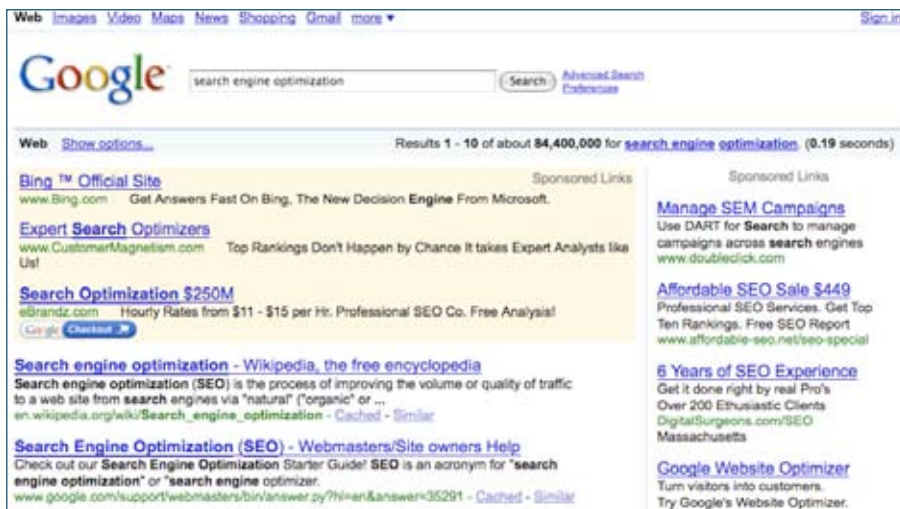 Web Images Video Maps News Shopping Gmail more ▼
Sign in
Google
search engine optimization
Search
Advanced Search
Preferences
Web Show options...
Results 1 - 10 of about 84,400,000 for search engine optimization. (0.19 seconds)
Bing ™ Official Site
Sponsored Links
www.Bing.com Get Answers Fast On Bing, The New Decision Engine From Microsoft.
Expert Search Optimizers
www.CustomerMagnetism.com Top Rankings Don't Happen by Chance It takes Expert Analysts like
Us!
Search Optimization $250M
eBrandz.com Hourly Rates from $11 - $15 per Hr. Professional SEO Co. Free Analysis!
Google Checkout
Search engine optimization - Wikipedia, the free encyclopedia
Search engine optimization (SEO) is the process of improving the volume or quality of traffic
to a web site from search engines via "natural" ("organic" or ...
en.wikipedia.org/wiki/Search_engine_optimization - Cached - Similar
Search Engine Optimization (SEO) - Webmasters/Site owners Help
Check out our Search Engine Optimization Starter Guide! SEO is an acronym for "search
engine optimization" or "search engine optimizer.
www.google.com/support/webmasters/bin/answer.py?hl=en&answer=35291 - Cached - Similar
Sponsored Links
Manage SEM Campaigns
Use DART for Search to manage
campaigns across search engines
www.doubleclick.com
Affordable SEO Sale $449
Professional SEO Services. Get Top
Ten Rankings. Free SEO Report
www.affordable-seo.net/seo-special
6 Years of SEO Experience
Get it done right by real Pro's
Over 200 Ethusiastic Clients
DigitalSurgeons.com/SEO
Massachusetts
Google Website Optimizer
Turn visitors into customers.
Try Google's Website Optimizer.